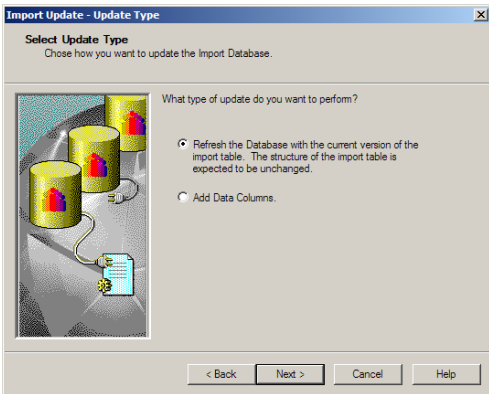 Import Update - Update Type
Select Update Type
Chose how you want to update the Import Database.
What type of update do you want to perform?
Refresh the Database with the current version of the
import table. The structure of the import table is
expected to be unchanged.
Add Data Columns.
< Back
Next >
Cancel
Help